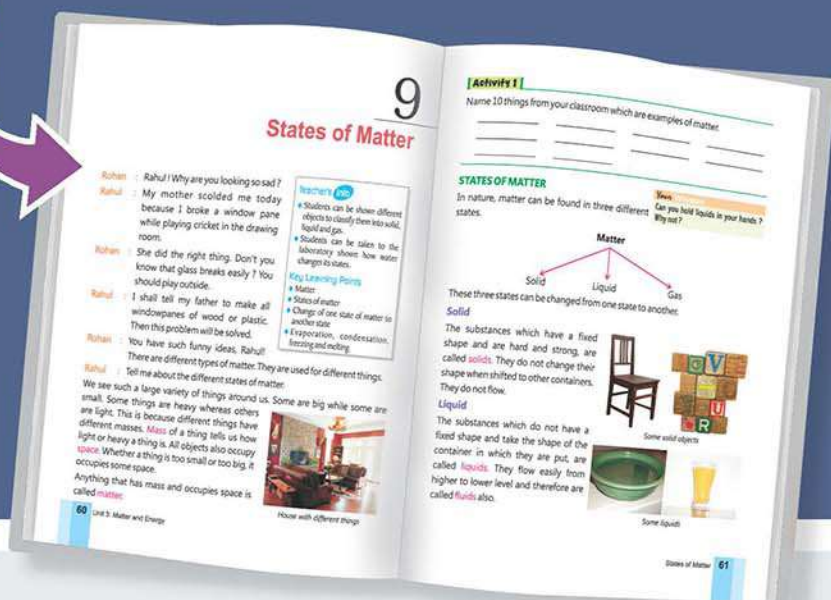 9
States of Matter
Rohan : Rahul! Why are you looking so sad ?
Rahul : My mother scolded me today
because I broke a window pane
while playing cricket in the drawing
room.
Rohan : She did the right thing. Don't you
know that glass breaks easily ? You
should play outside.
Rahul : I shall tell my father to make all
windowpanes of wood or plastic.
Then this problem will be solved.
Rohan : You have such funny ideas, Rahul!
There are different types of matter. They are used for different things.
Rahul : Tell me about the different states of matter.
Teacher's Info
Students can be shown different
objects to classify them into solid,
liquid and gas.
Students can be taken to the
laboratory shown how water
changes its states.
Key Learning Points
Matter
States of matter
Change of one state of matter to
another state
Evaporation, condensation,
freezing and melting.
We see such a large variety of things around us. Some are big while some are
small. Some things are heavy whereas others
are light. This is because different things have
different masses. Mass of a thing tells us how
light or heavy a thing is. All objects also occupy
space. Whether a thing is too small or too big, it
occupies some space.
Anything that has mass and occupies space is
called matter.
House with different things
60 Unit 5: Matter and Energy
Activity 1
Name 10 things from your classroom which are examples of matter.
STATES OF MATTER
In nature, matter can be found in three different
states.
Can you hold liquids in your hands ?
Why not ?
Matter
Solid Liquid Gas
These three states can be changed from one state to another.
Solid
The substances which have a fixed
shape and are hard and strong, are
called solids. They do not change their
shape when shifted to other containers.
They do not flow.
Some solid objects
Liquid
The substances which do not have a
fixed shape and take the shape of the
container in which they are put, are
called liquids. They flow easily from
higher to lower level and therefore are
called fluids also.
Some liquids
States of Matter 61